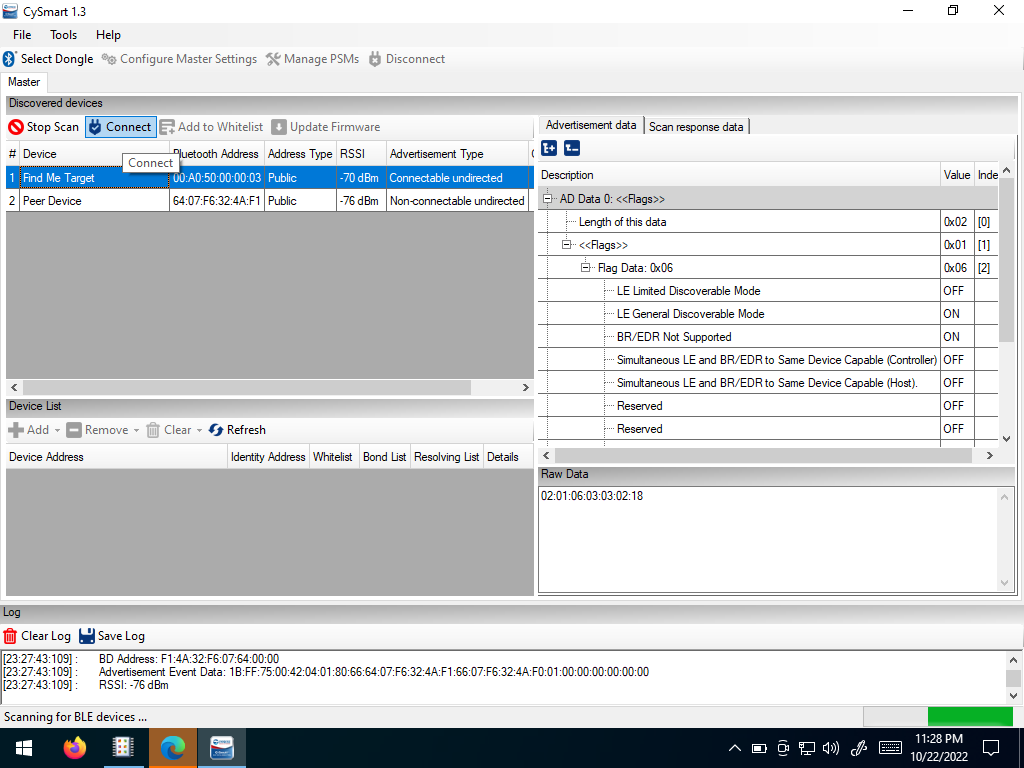 CySmart 1.3
File Tools Help
Select Dongle Configure Master Settings Manage PSMs Disconnect
Master
Discovered devices
Stop Scan Connect Add to Whitelist Update Firmware
# Device Bluetooth Address Address Type RSSI Advertisement Type
Connect
1 Find Me Target 00:A0:50:00:00:03 Public -70 dBm Connectable undirected
2 Peer Device 64:07:F6:32:4A:F1 Public -76 dBm Non-connectable undirected
Device List
Add Remove Clear Refresh
Device Address Identity Address Whitelist Bond List Resolving List Details
Advertisement data Scan response data
Description Value Inde
AD Data 0: <<Flags>>
Length of this data 0x02 [0]
<<Flags>> 0x01 [1]
Flag Data: 0x06 0x06 [2]
LE Limited Discoverable Mode OFF
LE General Discoverable Mode ON
BR/EDR Not Supported ON
Simultaneous LE and BR/EDR to Same Device Capable (Controller) OFF
Simultaneous LE and BR/EDR to Same Device Capable (Host). OFF
Reserved OFF
Reserved OFF
Raw Data
02:01:06:03:03:02:18
Log
Clear Log Save Log
[23:27:43:109] : BD Address: F1:4A:32:F6:07:64:00:00
[23:27:43:109] : Advertisement Event Data: 1B:FF:75:00:42:04:01:80:66:64:07:F6:32:4A:F1:66:07:F6:32:4A:F0:01:00:00:00:00:00:00
[23:27:43:109] : RSSI: -76 dBm
Scanning for BLE devices ...
11:28 PM
10/22/2022